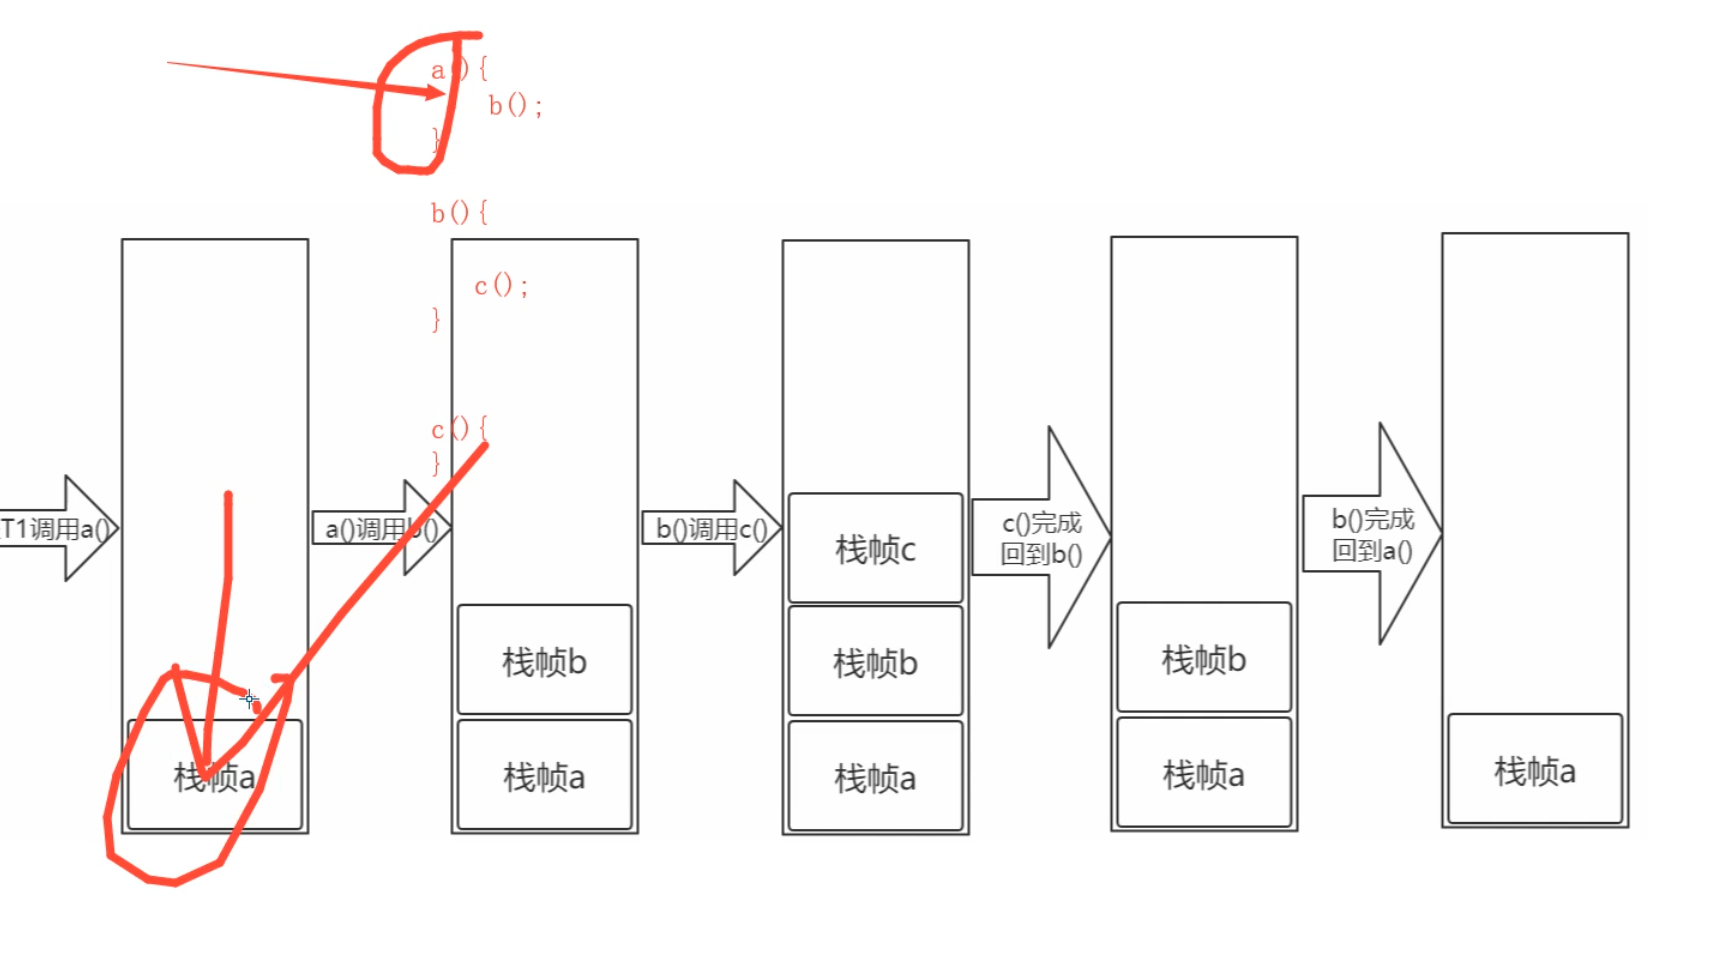 a(){
b();
}
b(){
c();
}
c(){
}
T1调用a()
a()调用b()
b()调用c()
c()完成
回到b()
b()完成
回到a()
栈帧a
栈帧b
栈帧a
栈帧c
栈帧b
栈帧a
栈帧b
栈帧a
栈帧a